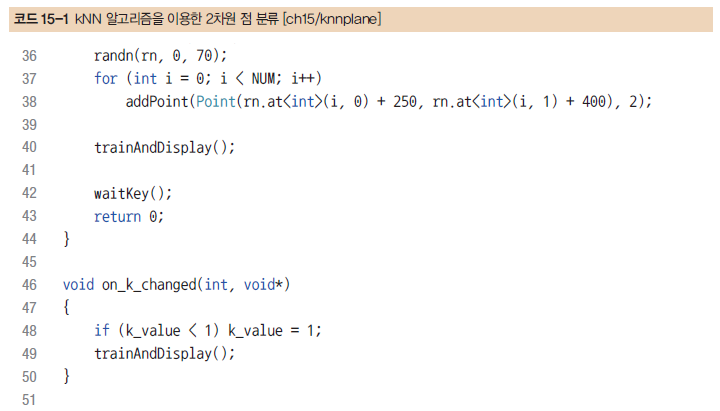 코드 15-1 kNN 알고리즘을 이용한 2차원 점 분류 [ch15/knnplane]
36 randn(rn, 0, 70);
37 for (int i = 0; i < NUM; i++)
38 addPoint(Point(rn.at<int>(i, 0) + 250, rn.at<int>(i, 1) + 400), 2);
39
40 trainAndDisplay();
41
42 waitKey();
43 return 0;
44 }
45
46 void on_k_changed(int, void*)
47 {
48 if (k_value < 1) k_value = 1;
49 trainAndDisplay();
50 }
51